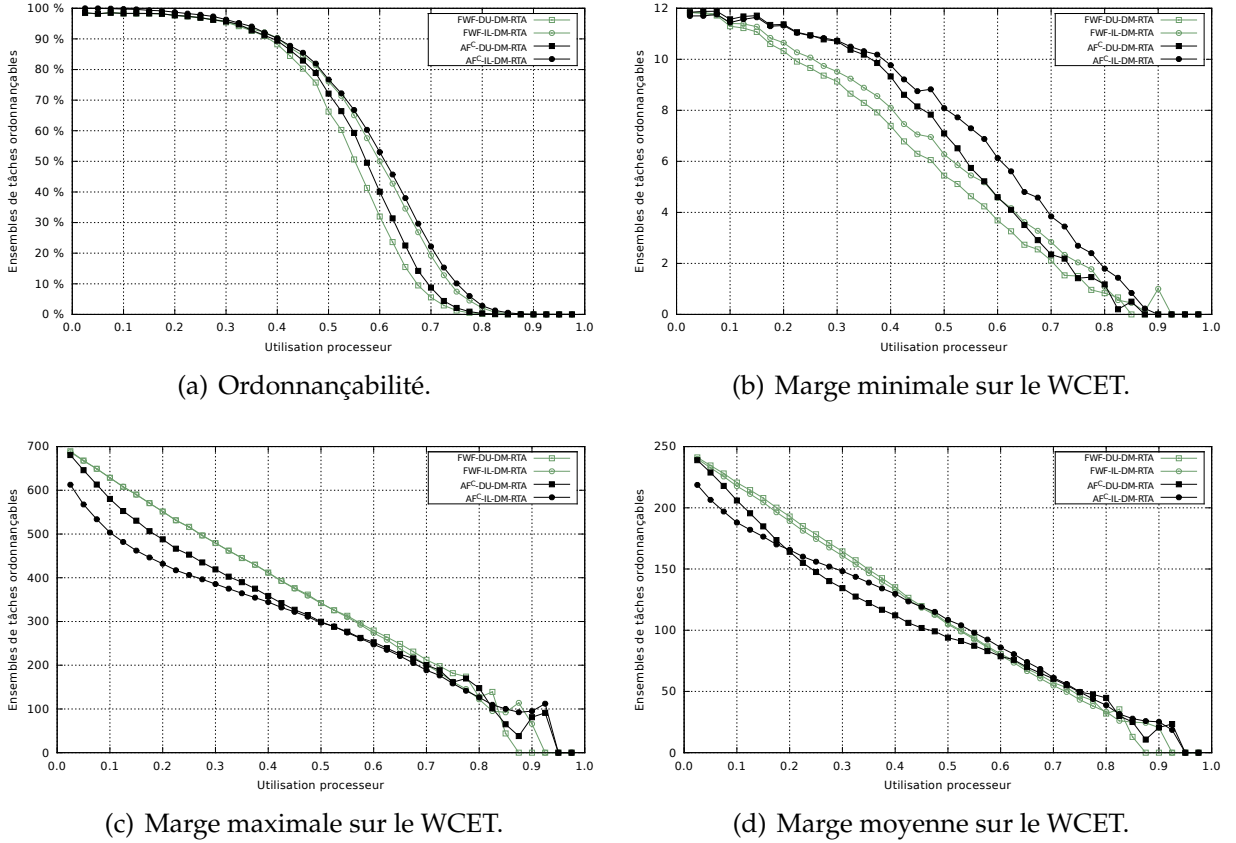 100 %
90 %
80 %
70 %
60 %
50 %
40 %
30 %
20 %
10 %
0 %
Ensembles de tâches ordonnançables
FWF-DU-DM-RTA
FWF-IL-DM-RTA
AFC-DU-DM-RTA
AFC-IL-DM-RTA
0.0 0.1 0.2 0.3 0.4 0.5 0.6 0.7 0.8 0.9 1.0
Utilisation processeur
(a) Ordonnançabilité.
12
10
8
6
4
2
0
Ensembles de tâches ordonnançables
FWF-DU-DM-RTA
FWF-IL-DM-RTA
AFC-DU-DM-RTA
AFC-IL-DM-RTA
0.0 0.1 0.2 0.3 0.4 0.5 0.6 0.7 0.8 0.9 1.0
Utilisation processeur
(b) Marge minimale sur le WCET.
700
600
500
400
300
200
100
0
Ensembles de tâches ordonnançables
FWF-DU-DM-RTA
FWF-IL-DM-RTA
AFC-DU-DM-RTA
AFC-IL-DM-RTA
0.0 0.1 0.2 0.3 0.4 0.5 0.6 0.7 0.8 0.9 1.0
Utilisation processeur
(c) Marge maximale sur le WCET.
250
200
150
100
50
0
Ensembles de tâches ordonnançables
FWF-DU-DM-RTA
FWF-IL-DM-RTA
AFC-DU-DM-RTA
AFC-IL-DM-RTA
0.0 0.1 0.2 0.3 0.4 0.5 0.6 0.7 0.8 0.9 1.0
Utilisation processeur
(d) Marge moyenne sur le WCET.